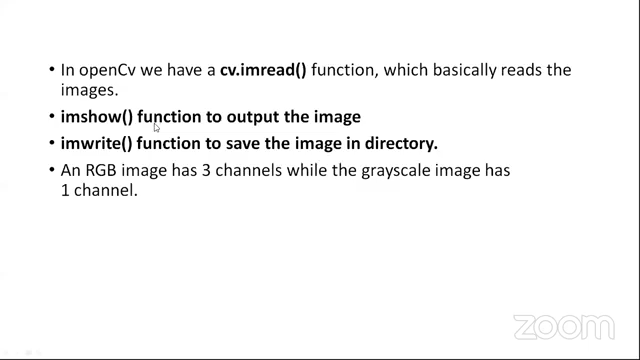 • In openCv we have a cv.imread() function, which basically reads the
images.
• imshow() function to output the image
• imwrite() function to save the image in directory.
• An RGB image has 3 channels while the grayscale image has
1 channel.
zoom